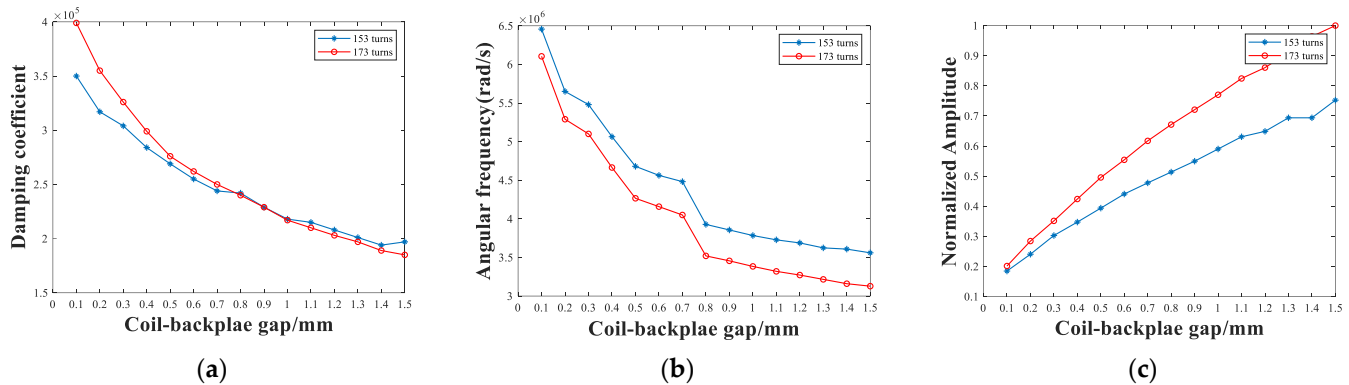 ×10⁵
Damping coefficient
4
3.5
3
2.5
2
1.5
0 0.1 0.2 0.3 0.4 0.5 0.6 0.7 0.8 0.9 1 1.1 1.2 1.3 1.4 1.5
Coil-backplae gap/mm
153 turns
173 turns
(a)
×10⁶
Angular frequency(rad/s)
6.5
6
5.5
5
4.5
4
3.5
3
0 0.1 0.2 0.3 0.4 0.5 0.6 0.7 0.8 0.9 1 1.1 1.2 1.3 1.4 1.5
Coil-backplae gap/mm
153 turns
173 turns
(b)
Normalized Amplitude
1
0.9
0.8
0.7
0.6
0.5
0.4
0.3
0.2
0.1
0 0.1 0.2 0.3 0.4 0.5 0.6 0.7 0.8 0.9 1 1.1 1.2 1.3 1.4 1.5
Coil-backplae gap/mm
153 turns
173 turns
(c)